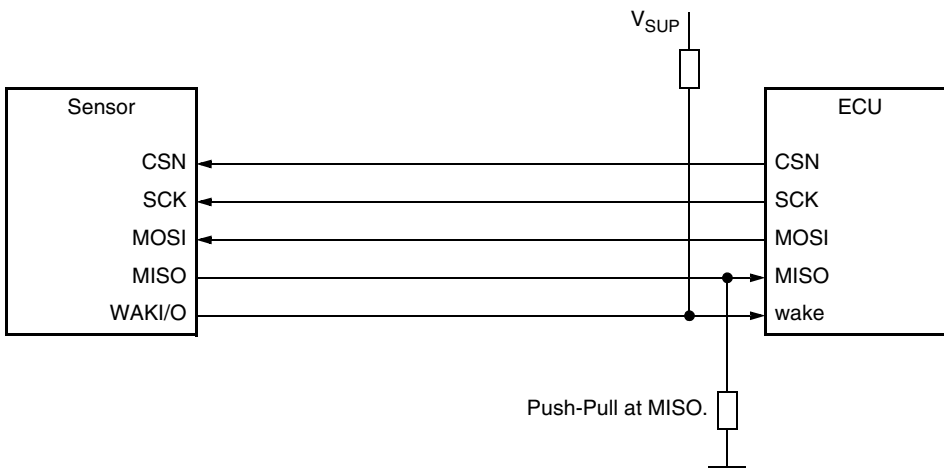 V_SUP
Sensor
ECU
CSN
CSN
SCK
SCK
MOSI
MOSI
MISO
MISO
WAKI/O
wake
Push-Pull at MISO.